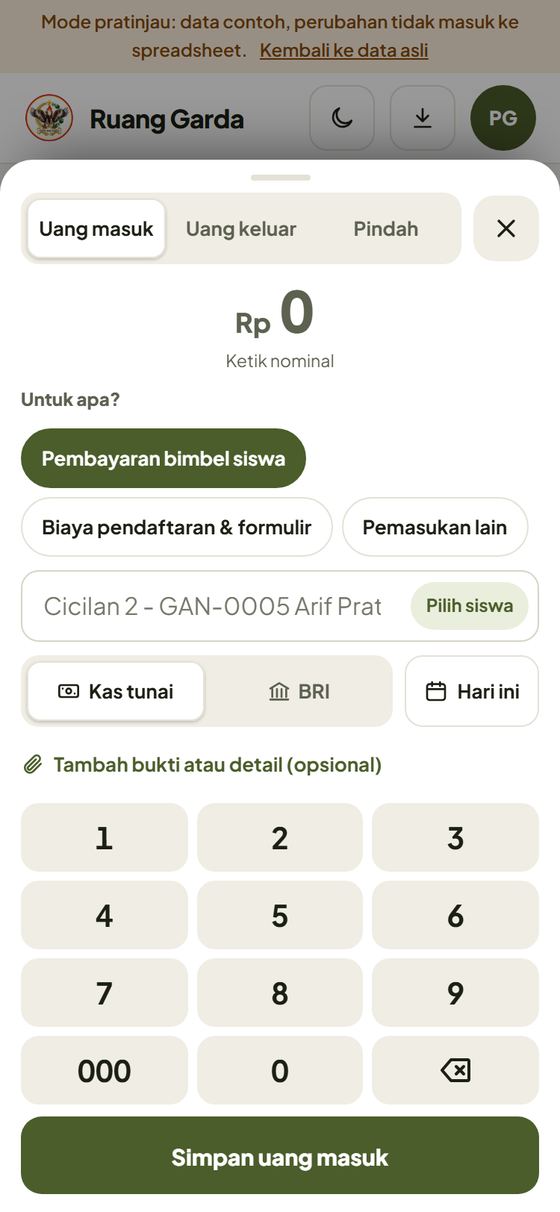 Mode pratinjau: data contoh, perubahan tidak masuk ke
spreadsheet. Kembali ke data asli
Ruang Garda
PG
Uang masuk Uang keluar Pindah
Rp 0
Ketik nominal
Untuk apa?
Pembayaran bimbel siswa
Biaya pendaftaran & formulir Pemasukan lain
Cicilan 2 - GAN-0005 Arif Prat Pilih siswa
Kas tunai BRI Hari ini
Tambah bukti atau detail (opsional)
1 2 3
4 5 6
7 8 9
000 0
Simpan uang masuk